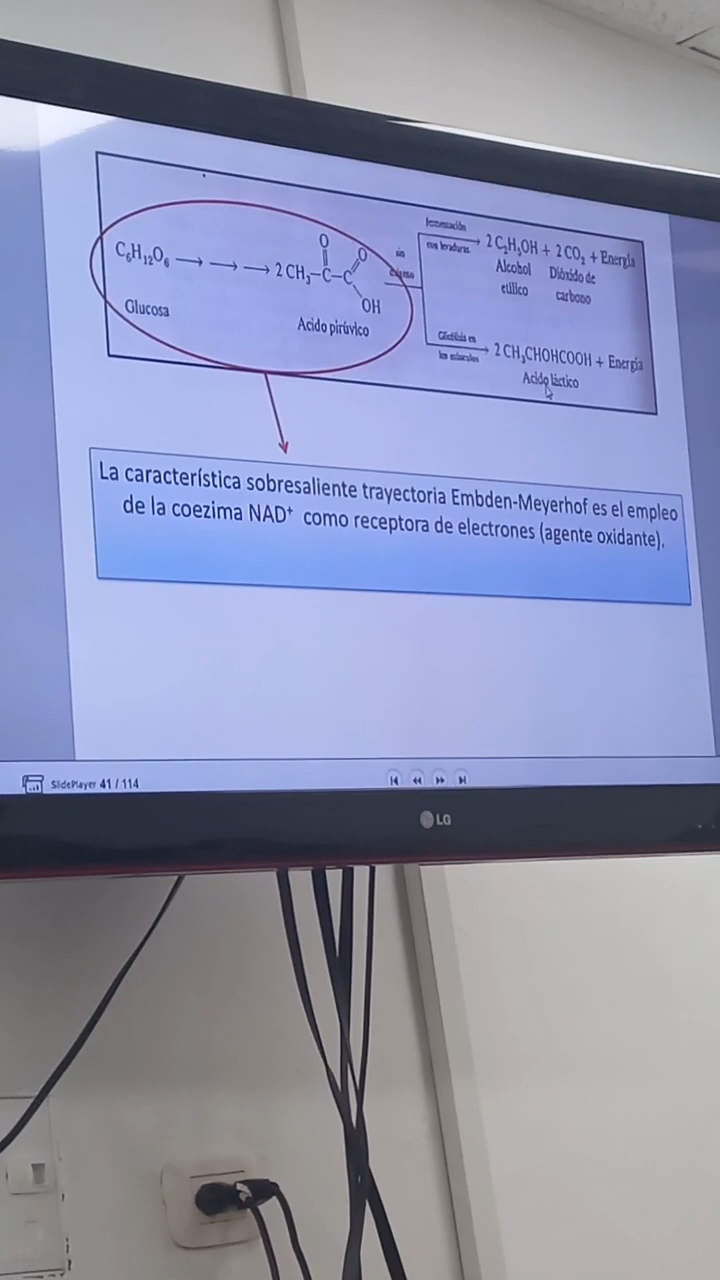 fermentación
con levaduras
2 C₂H₅OH + 2 CO₂ + Energía
Alcohol Dióxido de
etílico carbono
C₆H₁₂O₆ → → → 2 CH₃–C–C
O O
OH
Glucosa
Acido pirúvico
sin
Glicólisis en
los músculos
2 CH₃CHOHCOOH + Energía
Acido láctico
La característica sobresaliente trayectoria Embden-Meyerhof es el empleo
de la coezima NAD⁺ como receptora de electrones (agente oxidante).
SlidePlayer 41 / 114
LG